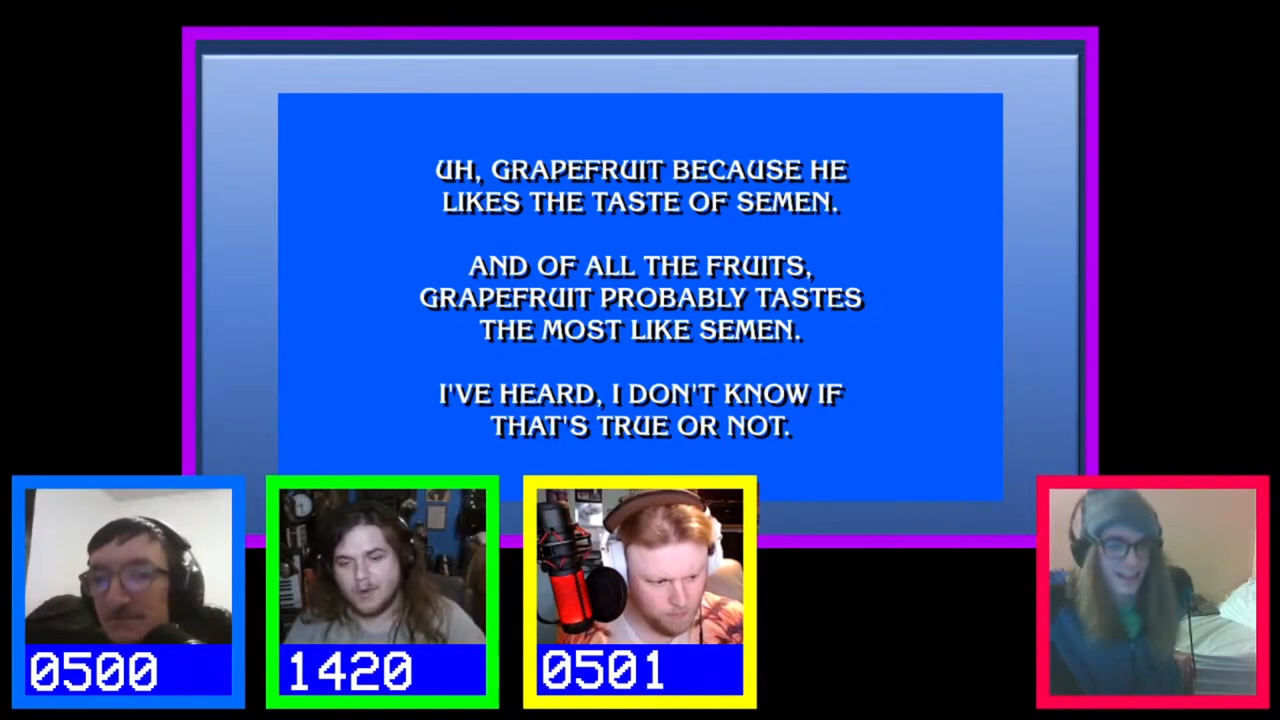 UH, GRAPEFRUIT BECAUSE HE
LIKES THE TASTE OF SEMEN.
AND OF ALL THE FRUITS,
GRAPEFRUIT PROBABLY TASTES
THE MOST LIKE SEMEN.
I'VE HEARD, I DON'T KNOW IF
THAT'S TRUE OR NOT.
0500
1420
0501